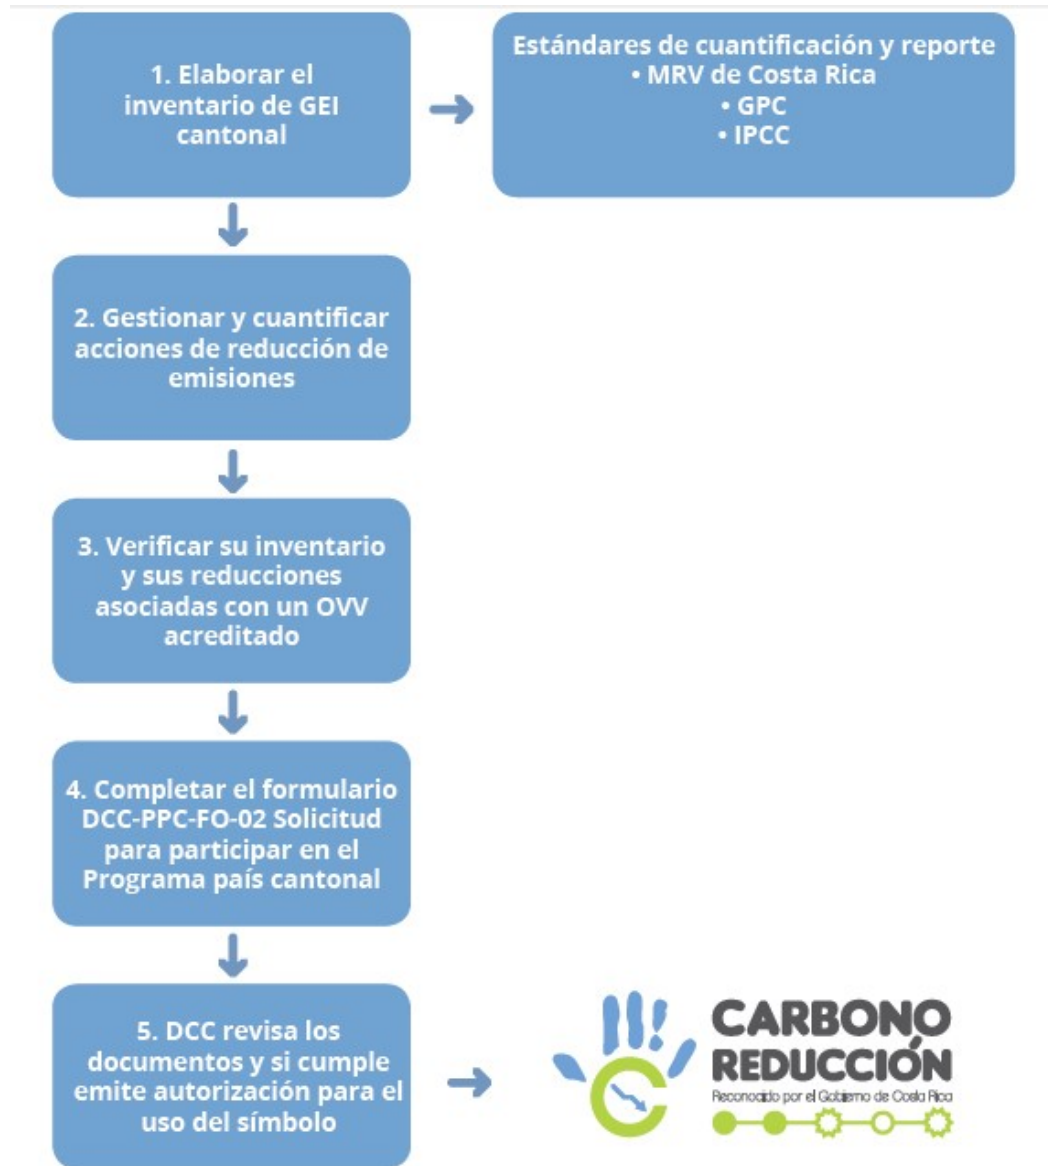 1. Elaborar el
inventario de GEI
cantonal
Estándares de cuantificación y reporte
• MRV de Costa Rica
• GPC
• IPCC
2. Gestionar y cuantificar
acciones de reducción de
emisiones
3. Verificar su inventario
y sus reducciones
asociadas con un OVV
acreditado
4. Completar el formulario
DCC-PPC-FO-02 Solicitud
para participar en el
Programa país cantonal
5. DCC revisa los
documentos y si cumple
emite autorización para el
uso del símbolo
CARBONO
REDUCCIÓN
Reconocido por el Gobierno de Costa Rica